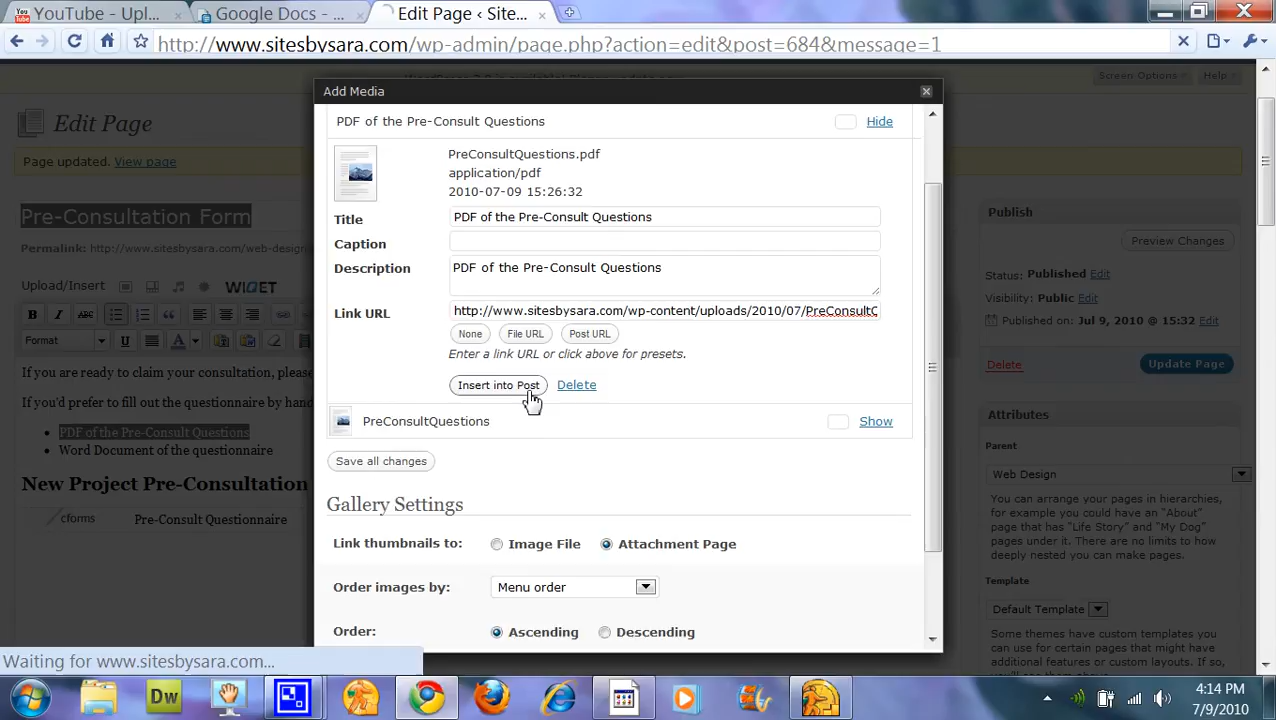 YouTube - Upl...
Google Docs - ...
Edit Page ‹ Site...
http://www.sitesbysara.com/wp-admin/page.php?action=edit&post=684&message=1
Screen Options
Help
Add Media
Edit Page
PDF of the Pre-Consult Questions
Hide
Page updated. View page
PreConsultQuestions.pdf
application/pdf
2010-07-09 15:26:32
Pre-Consultation Form
Title
PDF of the Pre-Consult Questions
Publish
Permalink: http://www.sitesbysara.com/web-design
Caption
Preview Changes
Description
PDF of the Pre-Consult Questions
Status: Published Edit
Upload/Insert
WIGET
Visibility: Public Edit
Link URL
http://www.sitesbysara.com/wp-content/uploads/2010/07/PreConsultQ
B
I
ABC
Published on: Jul 9, 2010 @ 15:32 Edit
Format
U
A
None
File URL
Post URL
Enter a link URL or click above for presets.
Delete
Update Page
If you are ready to claim your consultation, pleas
Insert into Post
Delete
If you'd prefer to fill out the questionnaire by han
Attributes
PDF of the Pre-Consult Questions
PreConsultQuestions
Show
Parent
Word Document of the questionnaire
Save all changes
Web Design
New Project Pre-Consultation
Gallery Settings
You can arrange your pages in hierarchies, for example you could have an "About" page that has "Life Story" and "My Dog" pages under it. There are no limits to how deeply nested you can make pages.
cforms
Pre-Consult Questionnaire
Link thumbnails to:
Image File
Attachment Page
Template
Order images by:
Menu order
Default Template
Order:
Ascending
Descending
Some themes have custom templates you can use for certain pages that might have additional features or custom layouts. If so,
Waiting for www.sitesbysara.com...
Dw
4:14 PM
7/9/2010